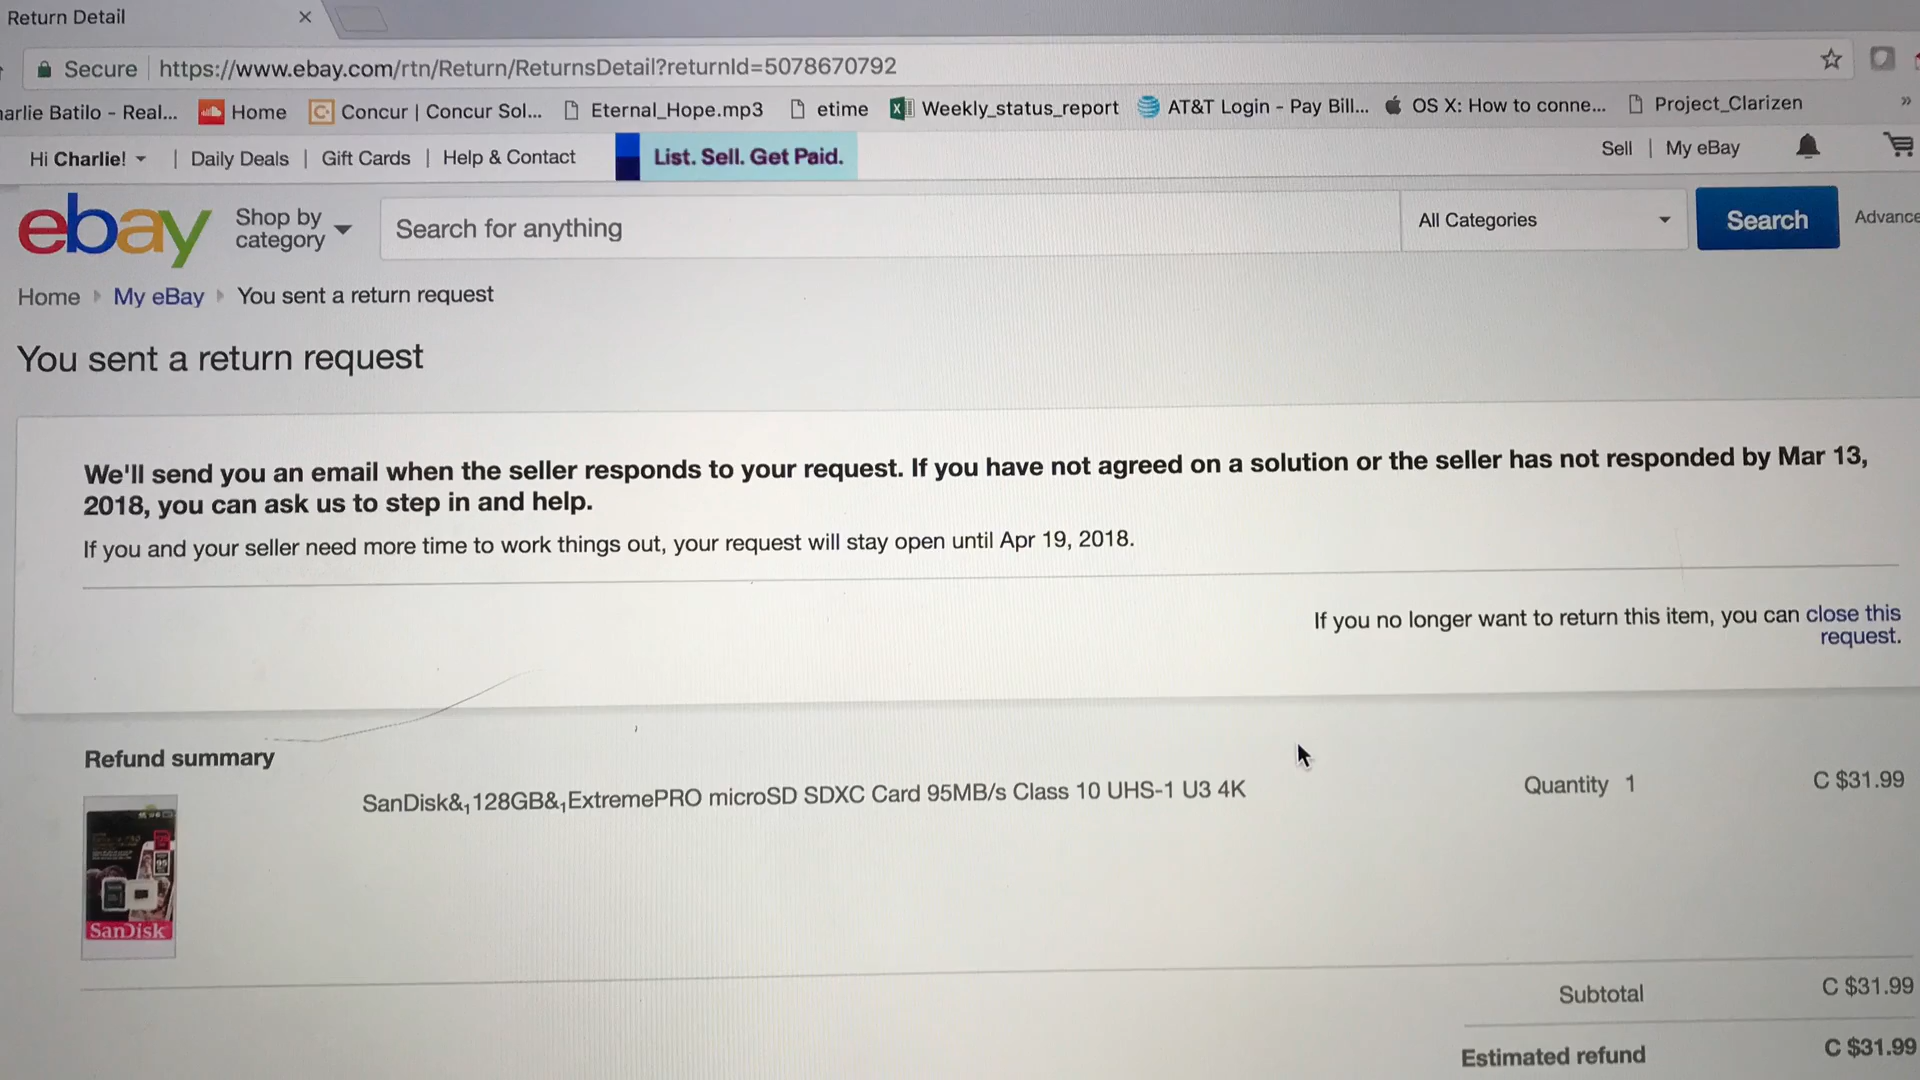 Return Detail
Secure https://www.ebay.com/rtn/Return/ReturnsDetail?returnId=5078670792
arlie Batilo - Real... Home Concur | Concur Sol... Eternal_Hope.mp3 etime Weekly_status_report AT&T Login - Pay Bill... OS X: How to conne... Project_Clarizen »
Hi Charlie! | Daily Deals | Gift Cards | Help & Contact List. Sell. Get Paid. Sell | My eBay
ebay Shop by category Search for anything All Categories Search Advance
Home My eBay You sent a return request
You sent a return request
We'll send you an email when the seller responds to your request. If you have not agreed on a solution or the seller has not responded by Mar 13,
2018, you can ask us to step in and help.
If you and your seller need more time to work things out, your request will stay open until Apr 19, 2018.
If you no longer want to return this item, you can close this
request.
Refund summary
SanDisk&,128GB&,ExtremePRO microSD SDXC Card 95MB/s Class 10 UHS-1 U3 4K Quantity 1 C $31.99
95
SanDisk
Subtotal C $31.99
Estimated refund C $31.99